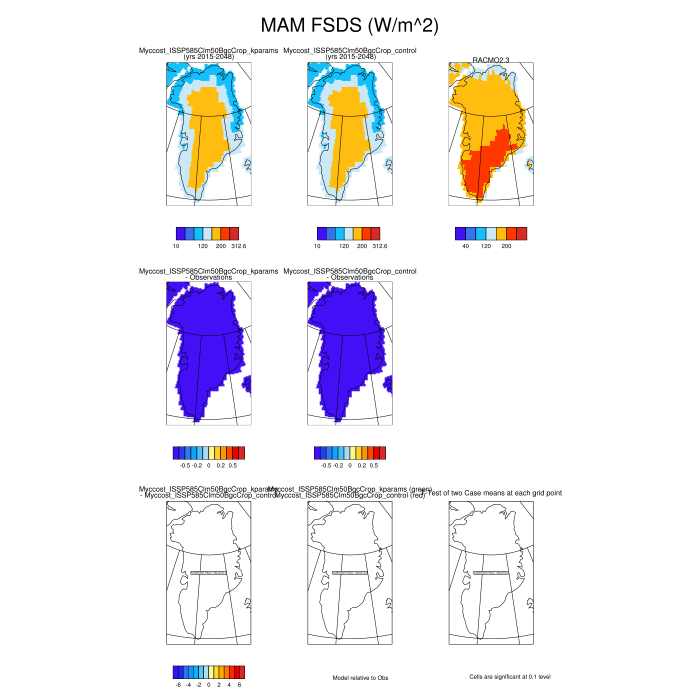 MAM FSDS (W/m^2)
Myccost_ISSP585Clm50BgcCrop_kparams
(yrs 2015-2048)
Myccost_ISSP585Clm50BgcCrop_control
(yrs 2015-2048)
RACMO2.3
10 120 200 312.6
10 120 200 312.6
40 120 200
Myccost_ISSP585Clm50BgcCrop_kparams
- Observations
Myccost_ISSP585Clm50BgcCrop_control
- Observations
-0.5 -0.2 0 0.2 0.5
-0.5 -0.2 0 0.2 0.5
Myccost_ISSP585Clm50BgcCrop_kparams
- Myccost_ISSP585Clm50BgcCrop_control
Myccost_ISSP585Clm50BgcCrop_kparams (green)
Myccost_ISSP585Clm50BgcCrop_control (red)
T-Test of two Case means at each grid point
-6 -4 -2 0 2 4 6
Model relative to Obs
Cells are significant at 0.1 level